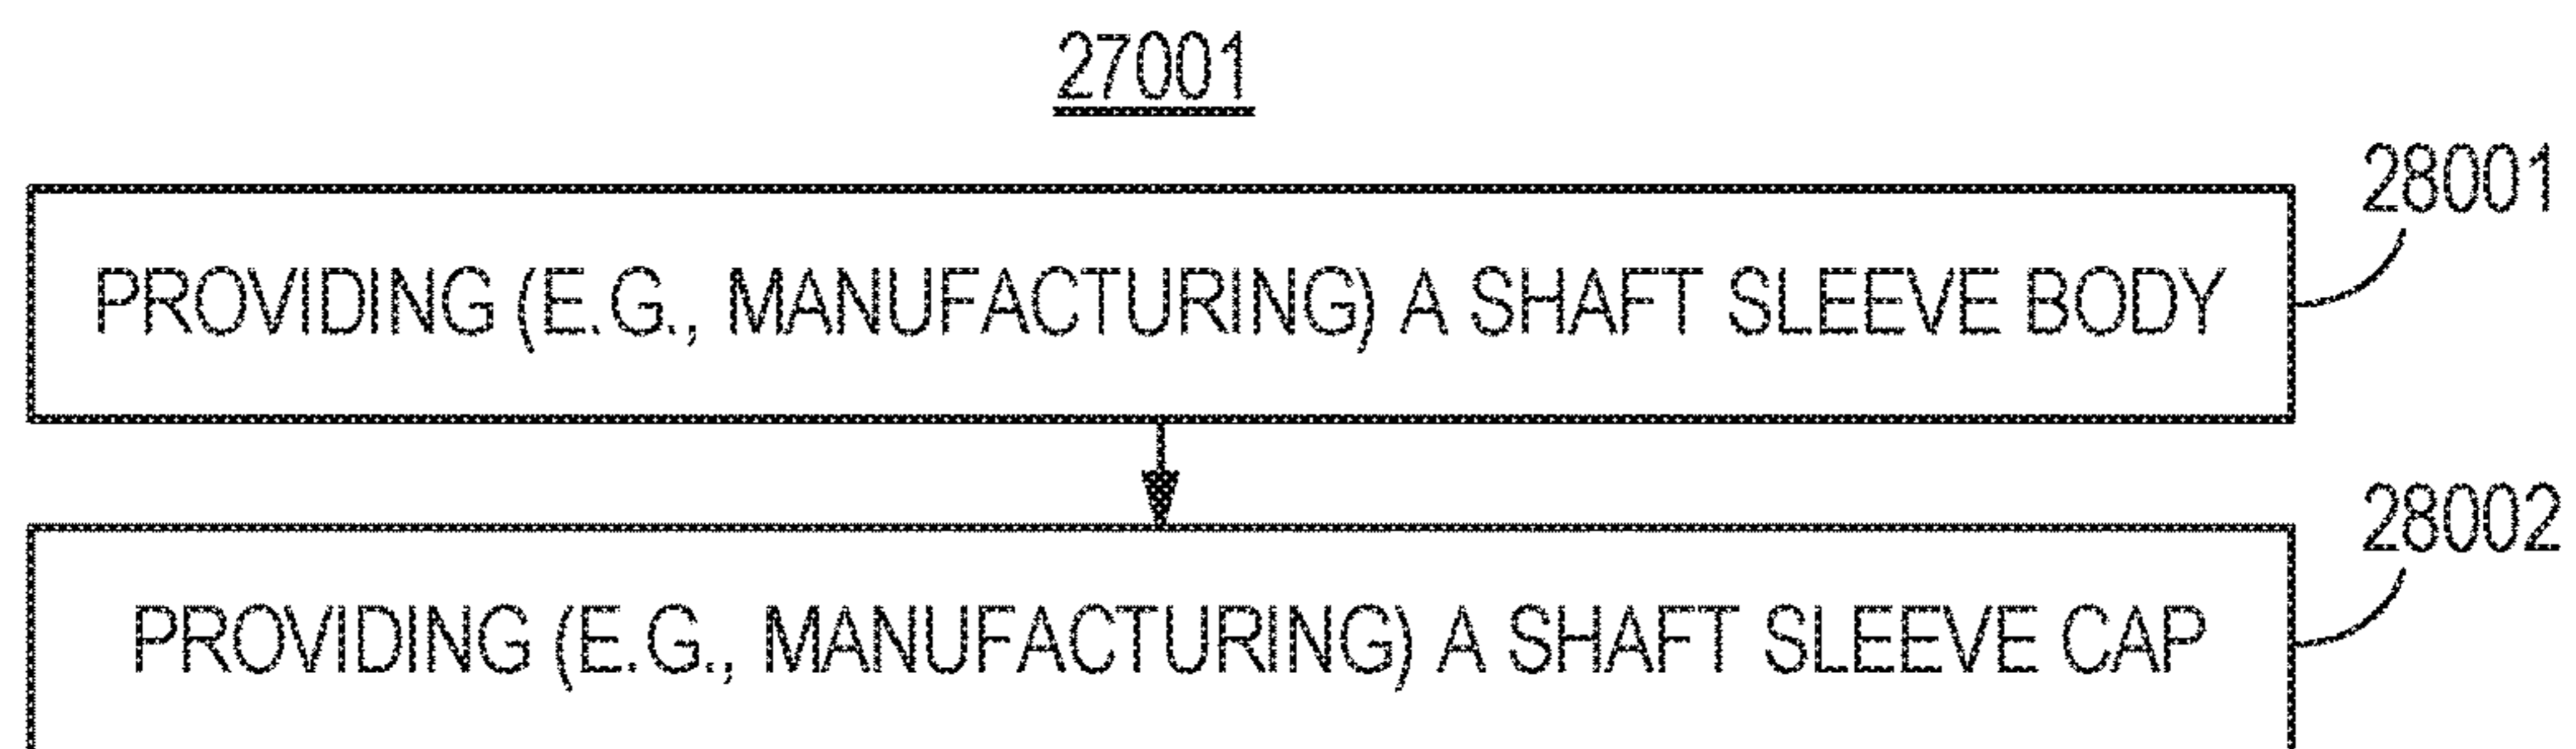 27001
28001
PROVIDING (E.G., MANUFACTURING) A SHAFT SLEEVE BODY
28002
PROVIDING (E.G., MANUFACTURING) A SHAFT SLEEVE CAP